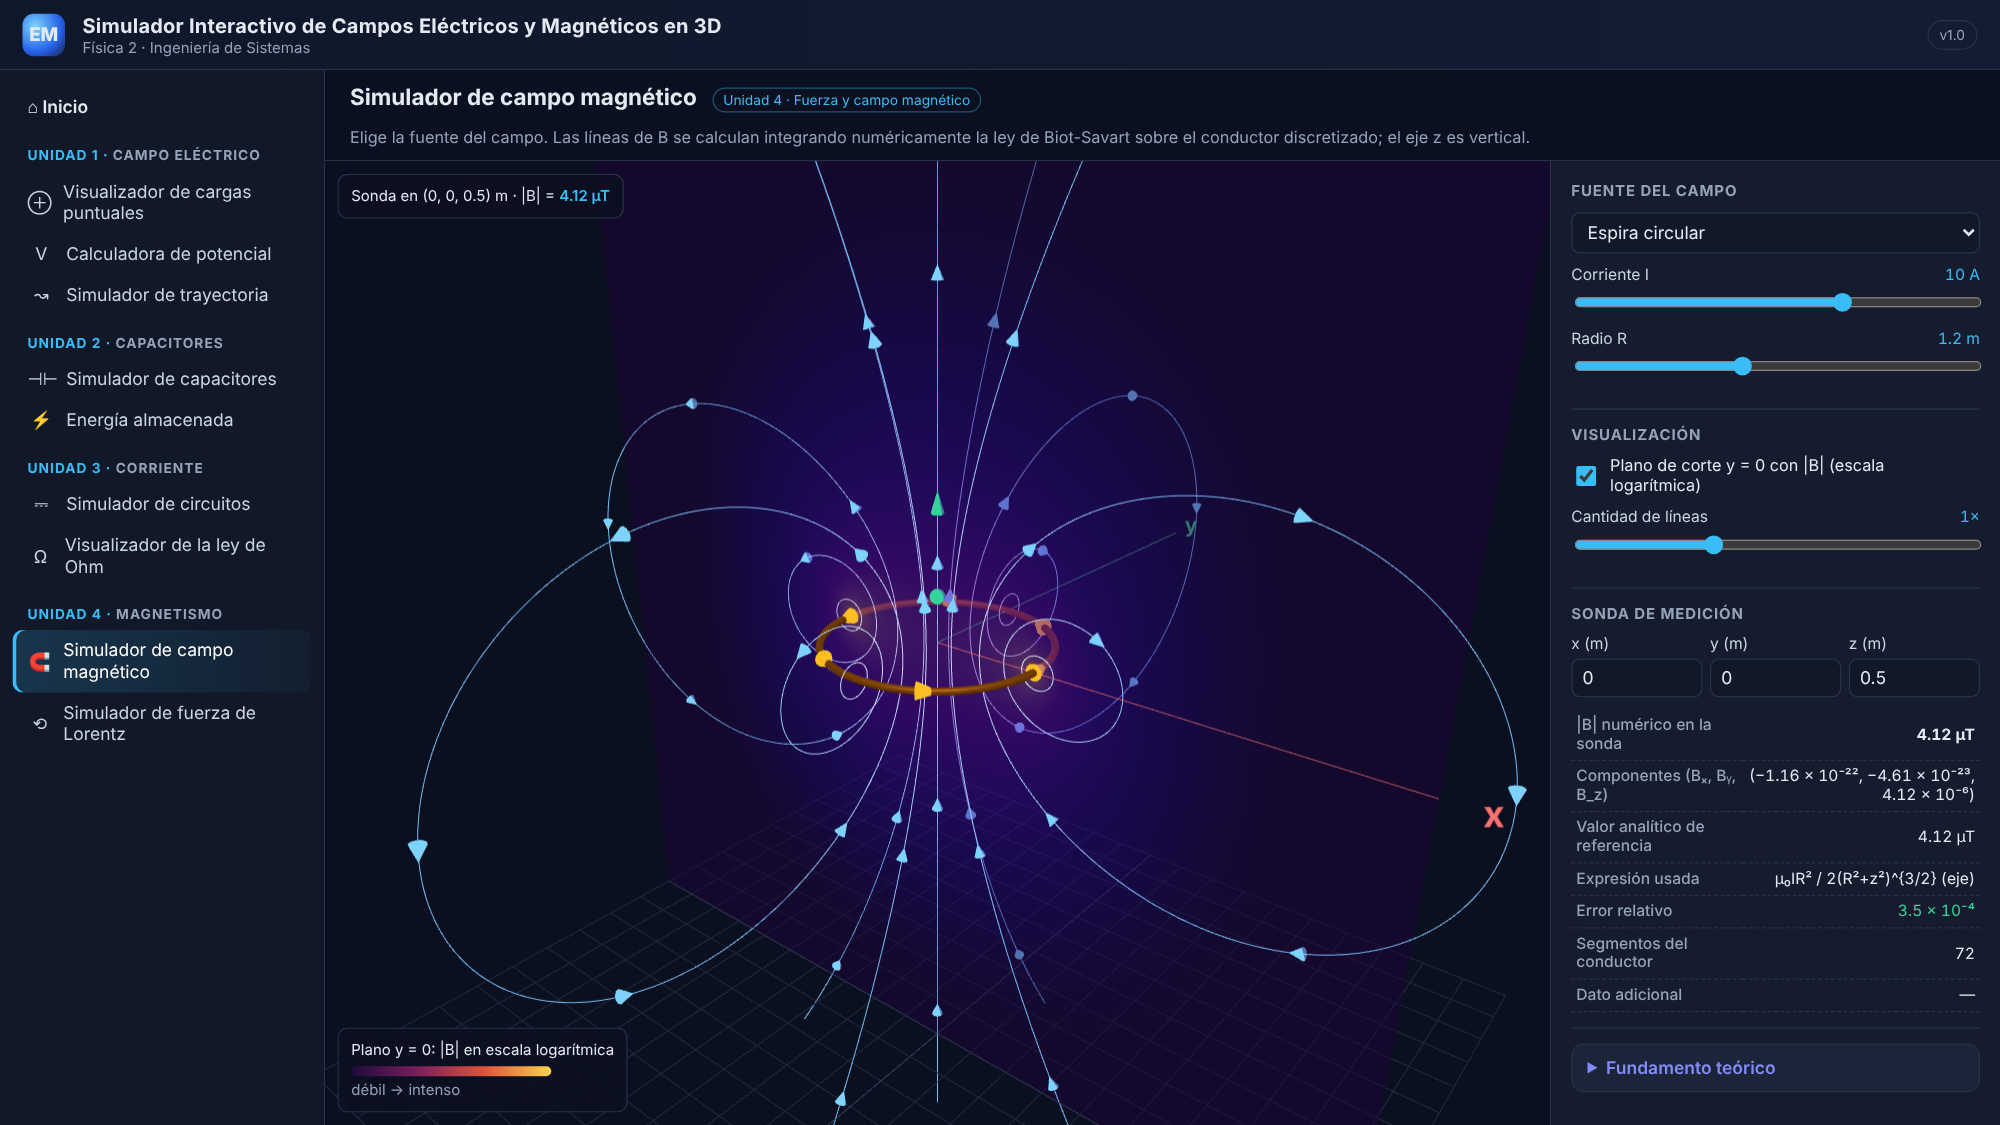 EM
Simulador Interactivo de Campos Eléctricos y Magnéticos en 3D
Física 2 · Ingeniería de Sistemas
v1.0
⌂ Inicio
UNIDAD 1 · CAMPO ELÉCTRICO
Visualizador de cargas
puntuales
V Calculadora de potencial
↝ Simulador de trayectoria
UNIDAD 2 · CAPACITORES
⊣⊢ Simulador de capacitores
⚡ Energía almacenada
UNIDAD 3 · CORRIENTE
⎓ Simulador de circuitos
Ω Visualizador de la ley de
Ohm
UNIDAD 4 · MAGNETISMO
🧲 Simulador de campo
magnético
⟲ Simulador de fuerza de
Lorentz
Simulador de campo magnético
Unidad 4 · Fuerza y campo magnético
Elige la fuente del campo. Las líneas de B se calculan integrando numéricamente la ley de Biot-Savart sobre el conductor discretizado; el eje z es vertical.
Sonda en (0, 0, 0.5) m · |B| = 4.12 µT
y
X
Plano y = 0: |B| en escala logarítmica
débil → intenso
FUENTE DEL CAMPO
Espira circular
Corriente I 10 A
Radio R 1.2 m
VISUALIZACIÓN
Plano de corte y = 0 con |B| (escala
logarítmica)
Cantidad de líneas 1×
SONDA DE MEDICIÓN
x (m) y (m) z (m)
0 0 0.5
|B| numérico en la
sonda 4.12 µT
Componentes (Bₓ, Bᵧ, (−1.16 × 10⁻²², −4.61 × 10⁻²³,
B_z) 4.12 × 10⁻⁶)
Valor analítico de
referencia 4.12 µT
Expresión usada µ₀IR² / 2(R²+z²)^{3/2} (eje)
Error relativo 3.5 × 10⁻⁴
Segmentos del
conductor 72
Dato adicional —
▶ Fundamento teórico